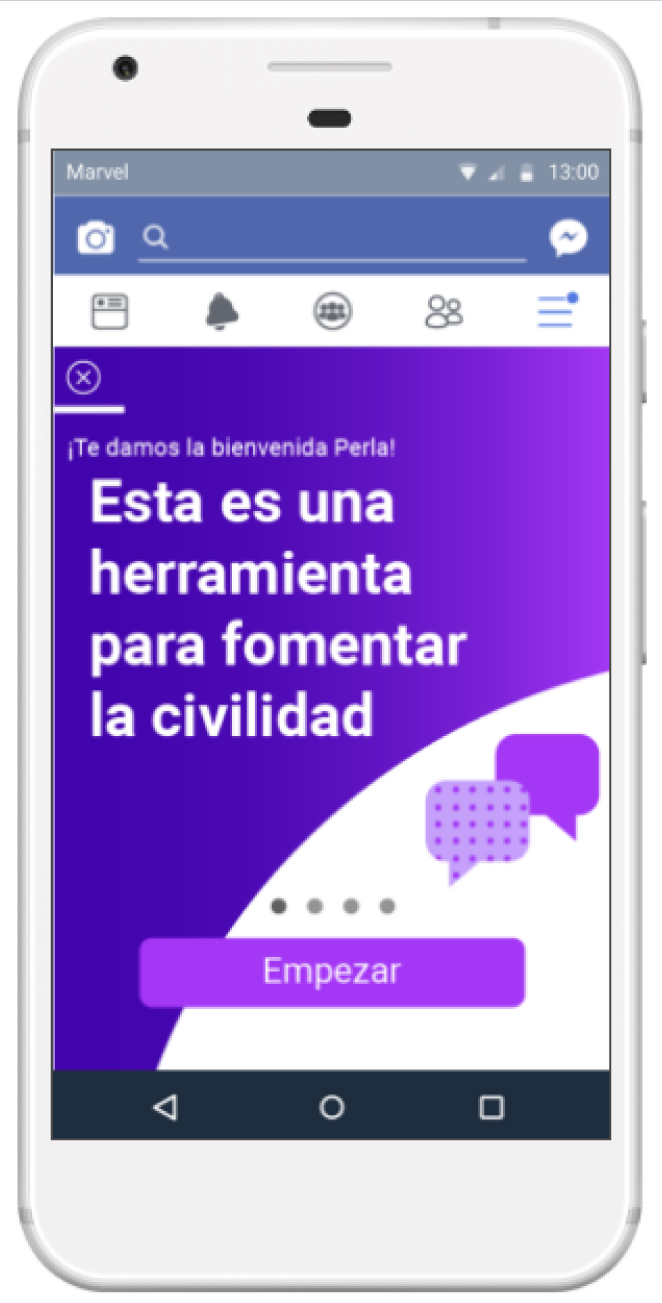 Marvel 13:00
¡Te damos la bienvenida Perla!
Esta es una
herramienta
para fomentar
la civilidad
Empezar